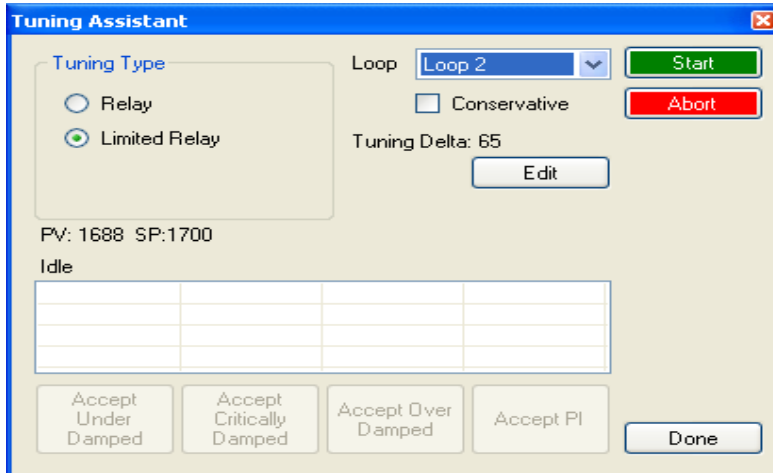 Tuning Assistant
Tuning Type
Relay
Limited Relay
Loop Loop 2
Conservative
Tuning Delta: 65
Edit
Start
Abort
PV: 1688 SP:1700
Idle
Accept
Under
Damped
Accept
Critically
Damped
Accept Over
Damped
Accept PI
Done